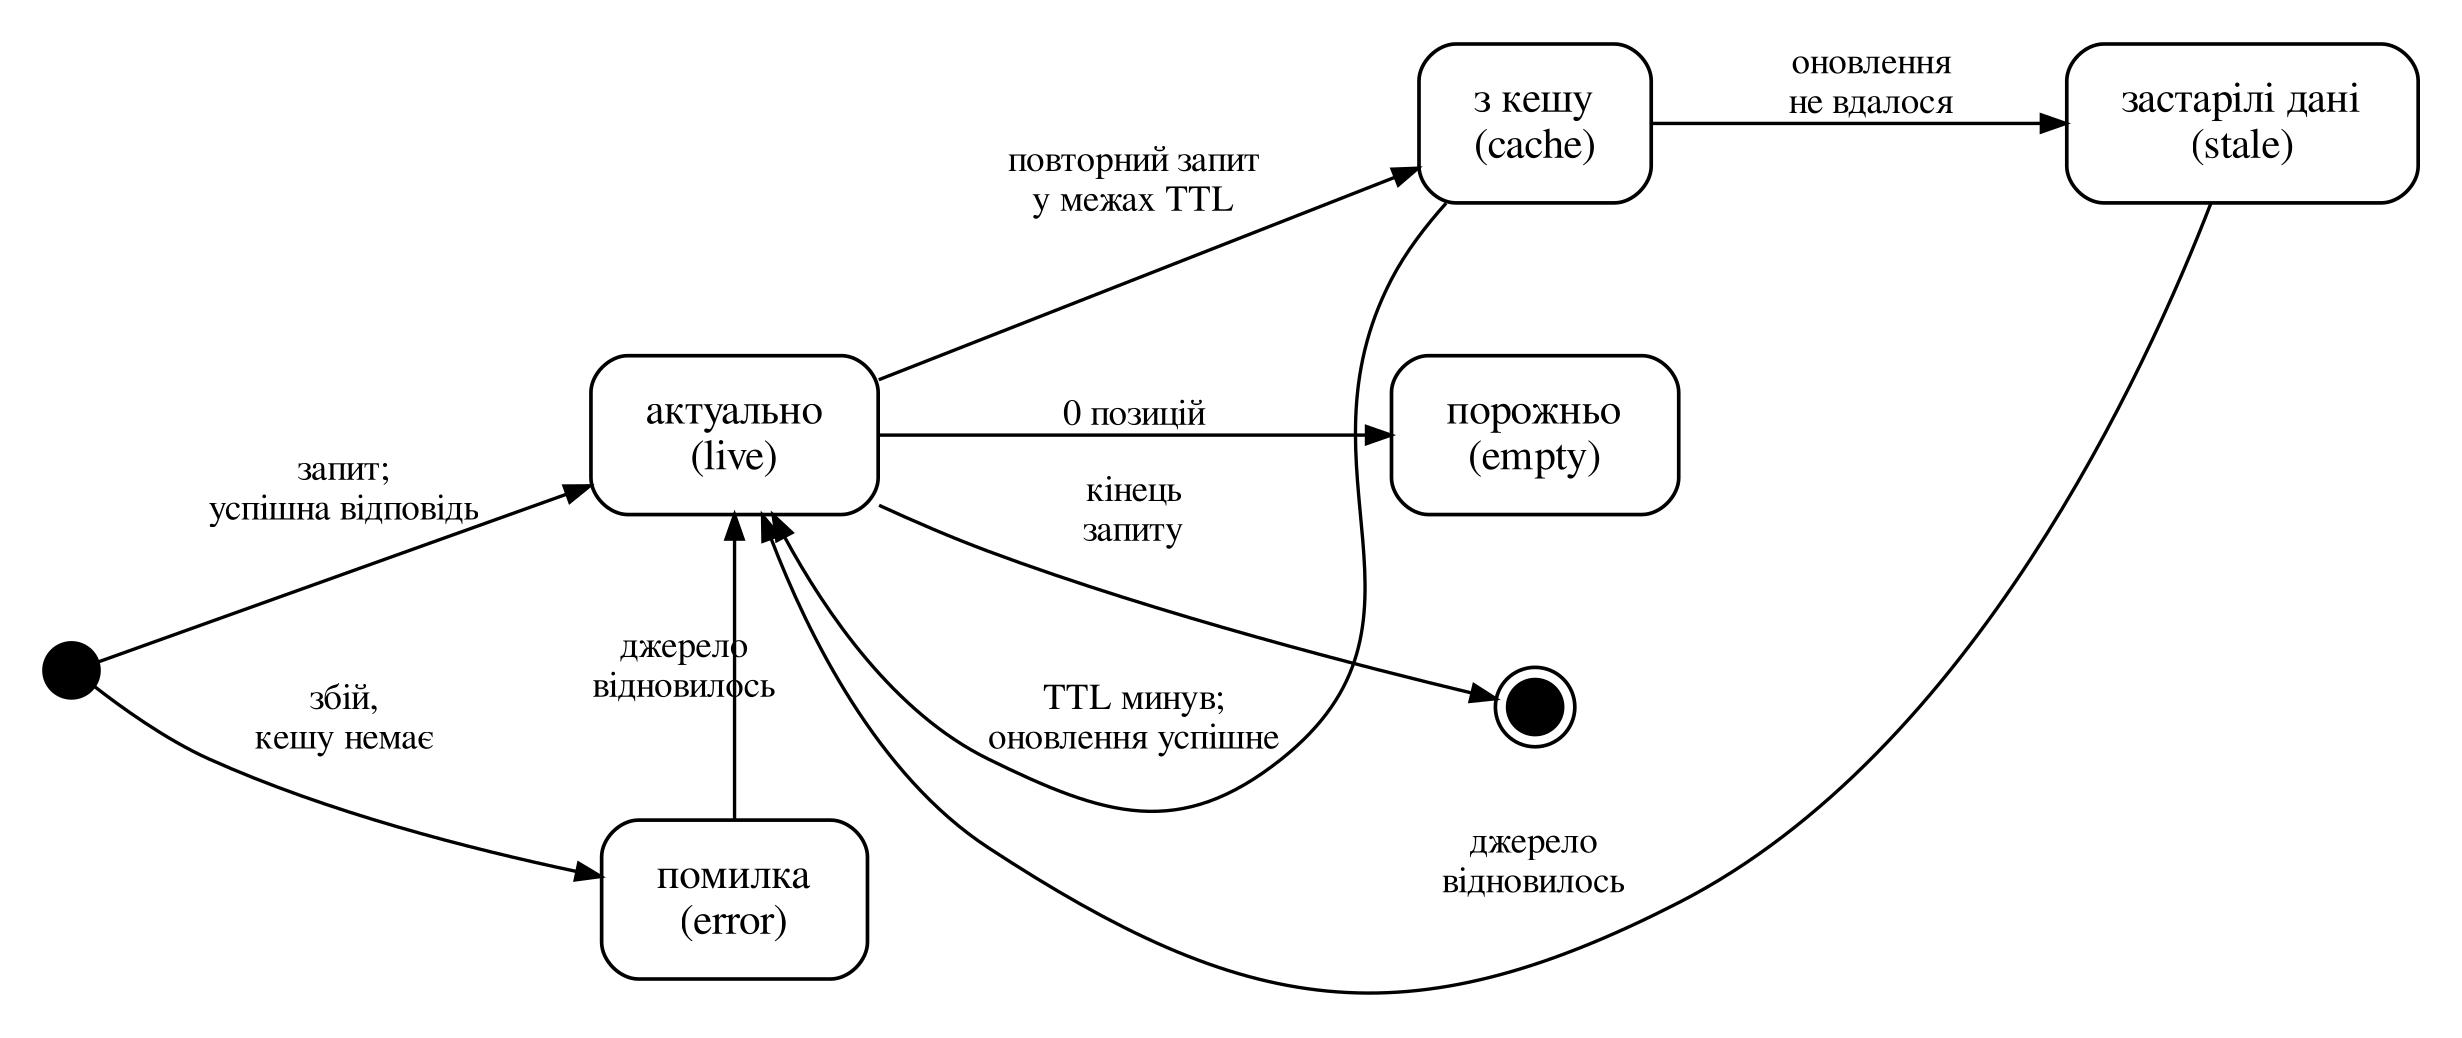 оновлення
не вдалося
з кешу
(cache)
застарілі дані
(stale)
повторний запит
у межах TTL
актуально
(live)
0 позицій
порожньо
(empty)
запит;
успішна відповідь
кінець
запиту
джерело
відновилось
збій,
кешу немає
TTL минув;
оновлення успішне
джерело
відновилось
помилка
(error)